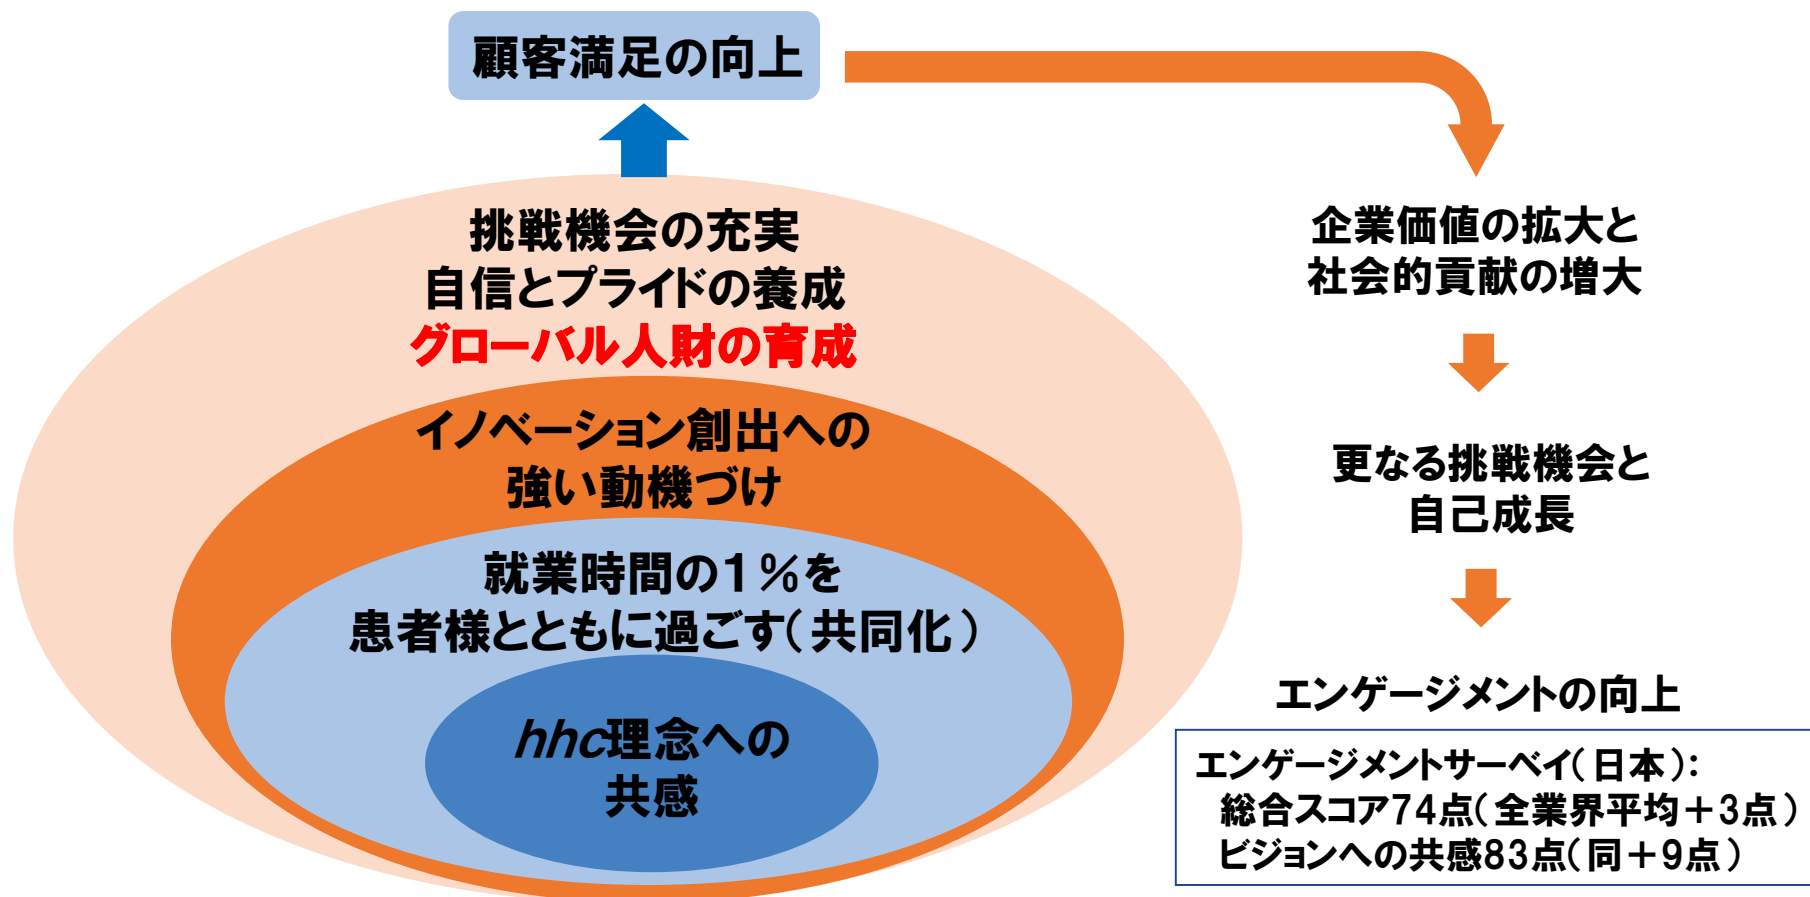 顧客満足の向上
挑戦機会の充実
自信とプライドの養成
グローバル人財の育成
イノベーション創出への
強い動機づけ
就業時間の1%を
患者様とともに過ごす(共同化)
hhc理念への
共感
企業価値の拡大と
社会的貢献の増大
更なる挑戦機会と
自己成長
エンゲージメントの向上
エンゲージメントサーベイ(日本):
総合スコア74点(全業界平均+3点)
ビジョンへの共感83点(同+9点)